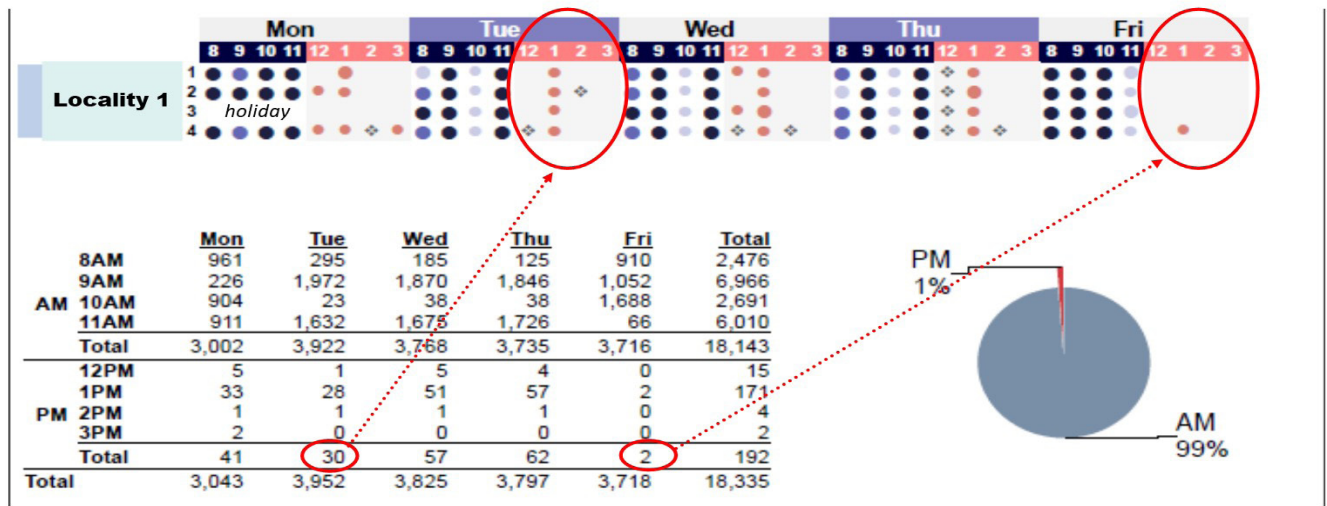 Mon Tue Wed Thu Fri
8 9 10 11 12 1 2 3 8 9 10 11 12 1 2 3 8 9 10 11 12 1 2 3 8 9 10 11 12 1 2 3 8 9 10 11 12 1 2 3
Locality 1
1
2
3 holiday
4
Mon Tue Wed Thu Fri Total
8AM 961 295 185 125 910 2,476
9AM 226 1,972 1,870 1,846 1,052 6,966
AM 10AM 904 23 38 38 1,688 2,691
11AM 911 1,632 1,675 1,726 66 6,010
Total 3,002 3,922 3,768 3,735 3,716 18,143
12PM 5 1 5 4 0 15
1PM 33 28 51 57 2 171
PM 2PM 1 1 1 1 0 4
3PM 2 0 0 0 0 2
Total 41 30 57 62 2 192
Total 3,043 3,952 3,825 3,797 3,718 18,335
PM
1%
AM
99%